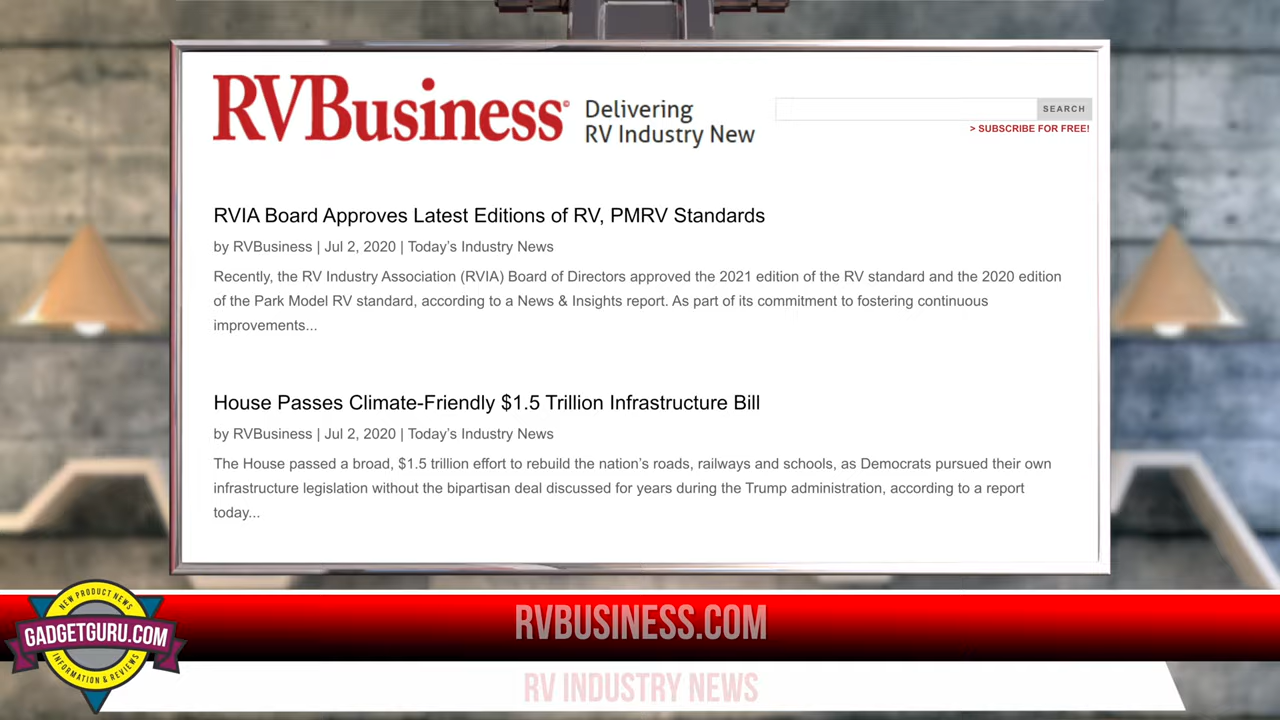 RVBusiness
Delivering
RV Industry New
SEARCH
> SUBSCRIBE FOR FREE!
RVIA Board Approves Latest Editions of RV, PMRV Standards
by RVBusiness | Jul 2, 2020 | Today's Industry News
Recently, the RV Industry Association (RVIA) Board of Directors approved the 2021 edition of the RV standard and the 2020 edition
of the Park Model RV standard, according to a News & Insights report. As part of its commitment to fostering continuous
improvements...
House Passes Climate-Friendly $1.5 Trillion Infrastructure Bill
by RVBusiness | Jul 2, 2020 | Today's Industry News
The House passed a broad, $1.5 trillion effort to rebuild the nation's roads, railways and schools, as Democrats pursued their own
infrastructure legislation without the bipartisan deal discussed for years during the Trump administration, according to a report
today...
NEW PRODUCT NEWS
GADGETGURU.COM
INFORMATION & REVIEWS
RVBUSINESS.COM
RV INDUSTRY NEWS